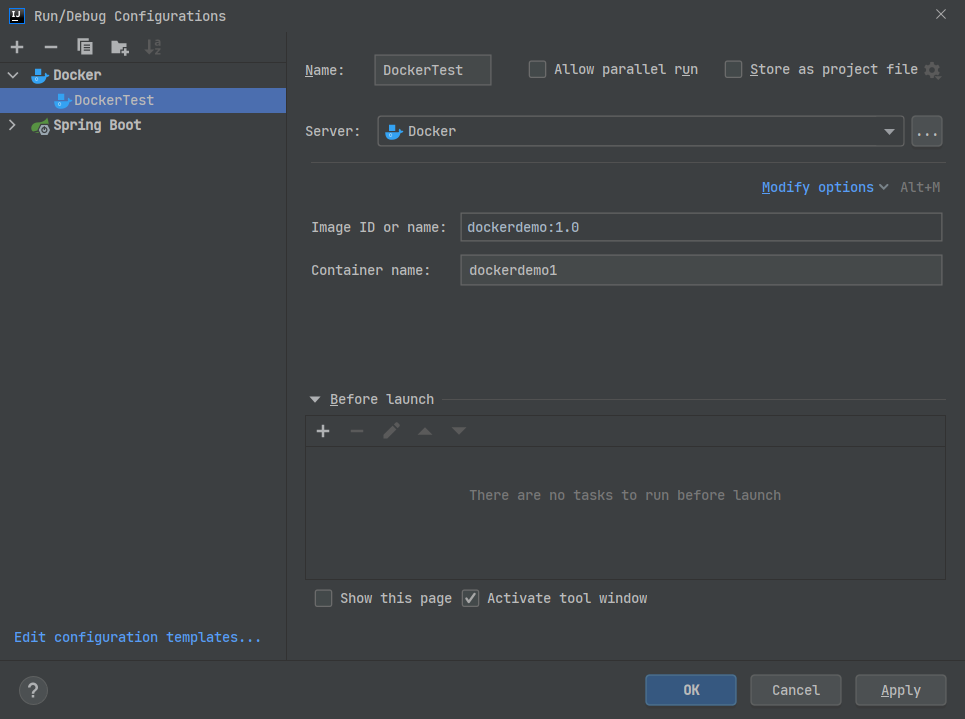 Run/Debug Configurations
Docker
DockerTest
Spring Boot
Edit configuration templates...
Name: DockerTest Allow parallel run Store as project file
Server: Docker ...
Modify options Alt+M
Image ID or name: dockerdemo:1.0
Container name: dockerdemo1
Before launch
There are no tasks to run before launch
Show this page Activate tool window
? OK Cancel Apply